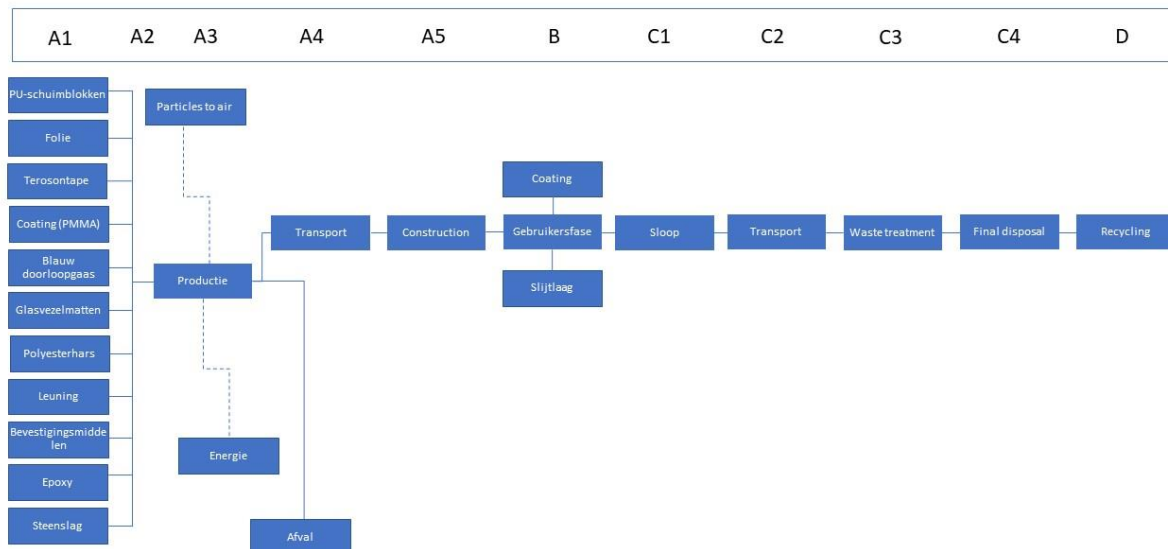 A1 A2 A3 A4 A5 B C1 C2 C3 C4 D
PU-schuimblokken
Folie
Terosontape
Coating (PMMA)
Blauw
doorloopgaas
Glasvezelmatten
Polyesterhars
Leuning
Bevestigingsmidde
len
Epoxy
Steenslag
Particles to air
Productie
Energie
Afval
Transport
Construction
Coating
Gebruikersfase
Slijtlaag
Sloop
Transport
Waste treatment
Final disposal
Recycling